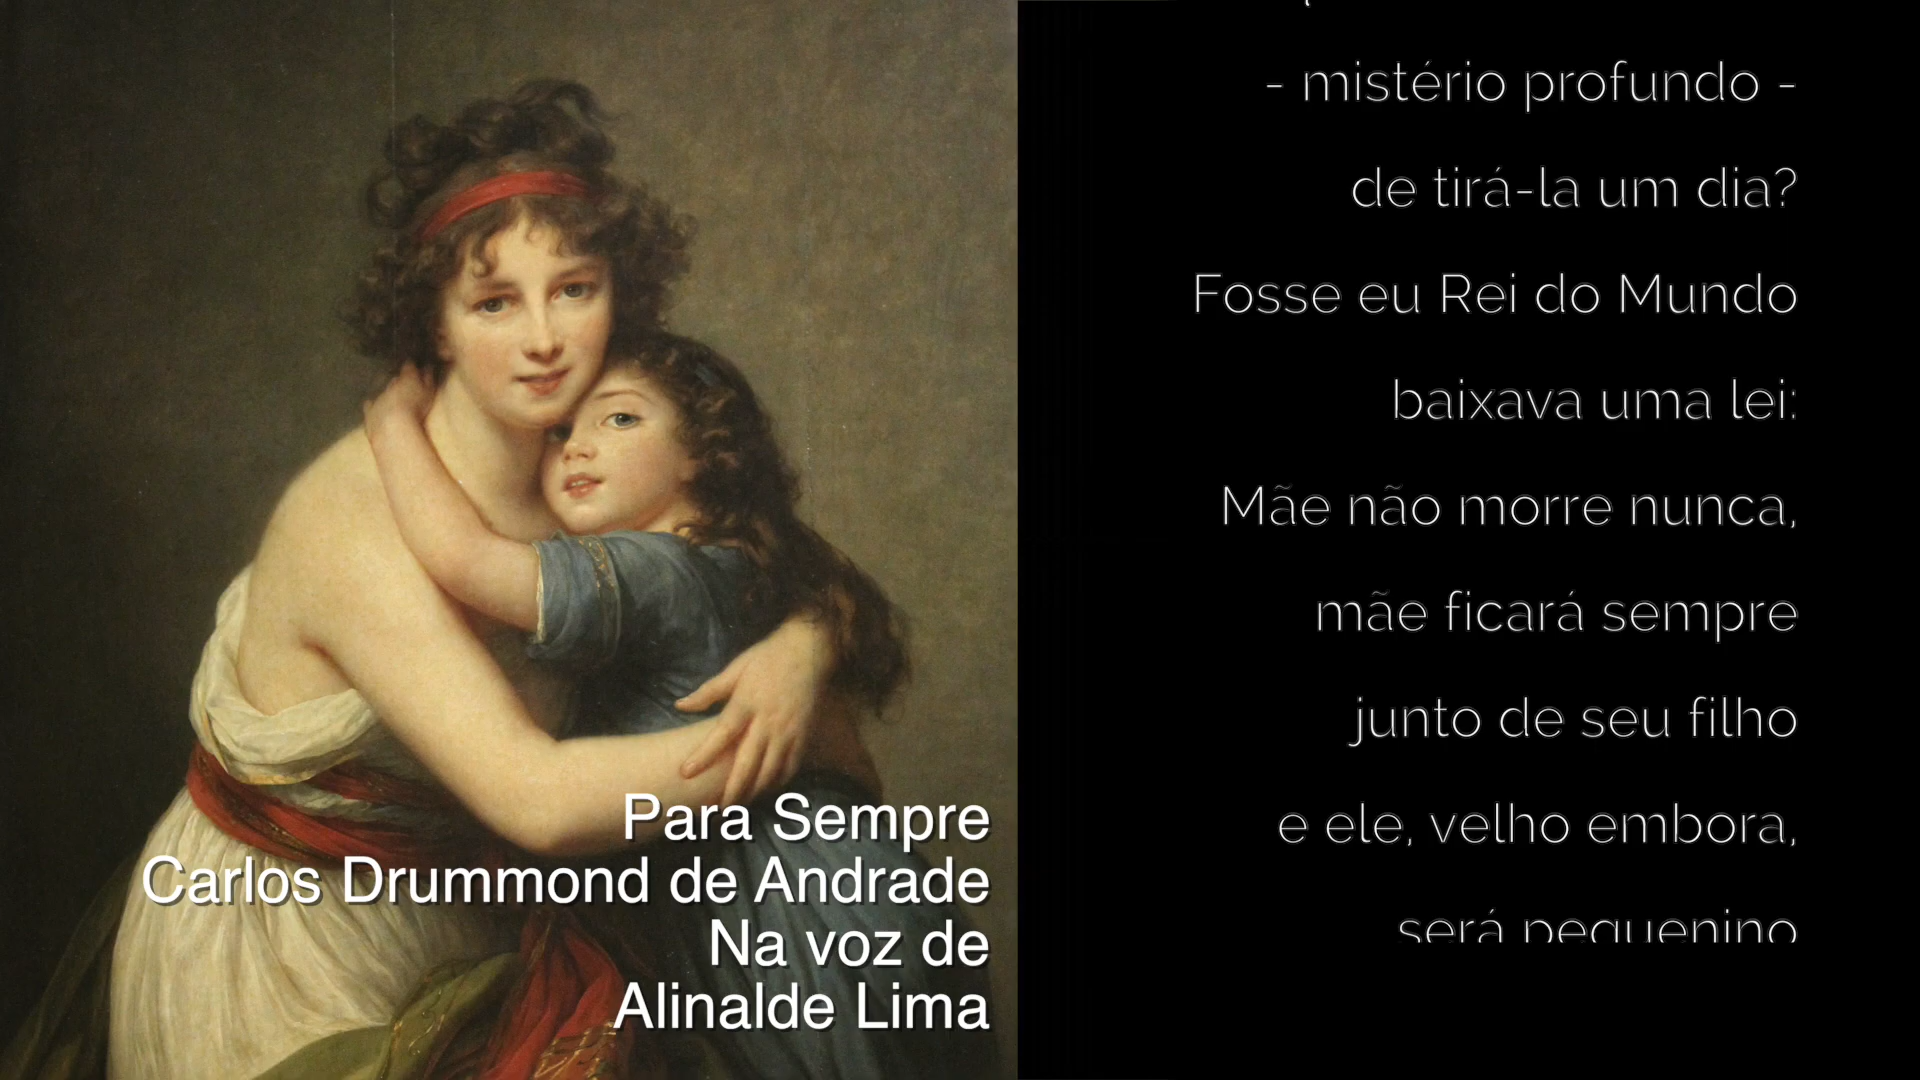 Para Sempre
Carlos Drummond de Andrade
Na voz de
Alinalde Lima
- mistério profundo -
de tirá-la um dia?
Fosse eu Rei do Mundo
baixava uma lei:
Mãe não morre nunca,
mãe ficará sempre
junto de seu filho
e ele, velho embora,
será pequenino